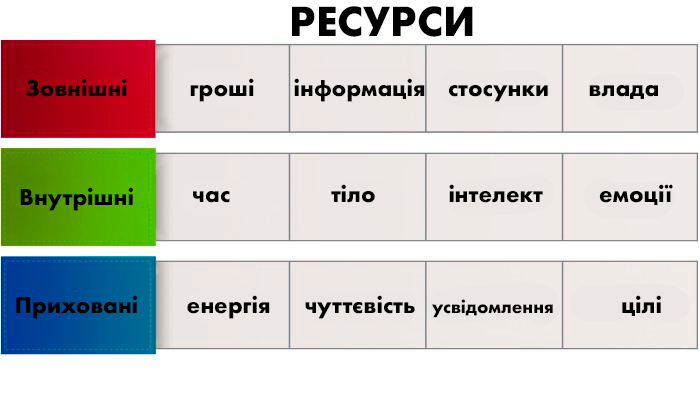 РЕСУРСИ
Зовнішні гроші інформація стосунки влада
Внутрішні час тіло інтелект емоції
Приховані енергія чуттєвість усвідомлення цілі